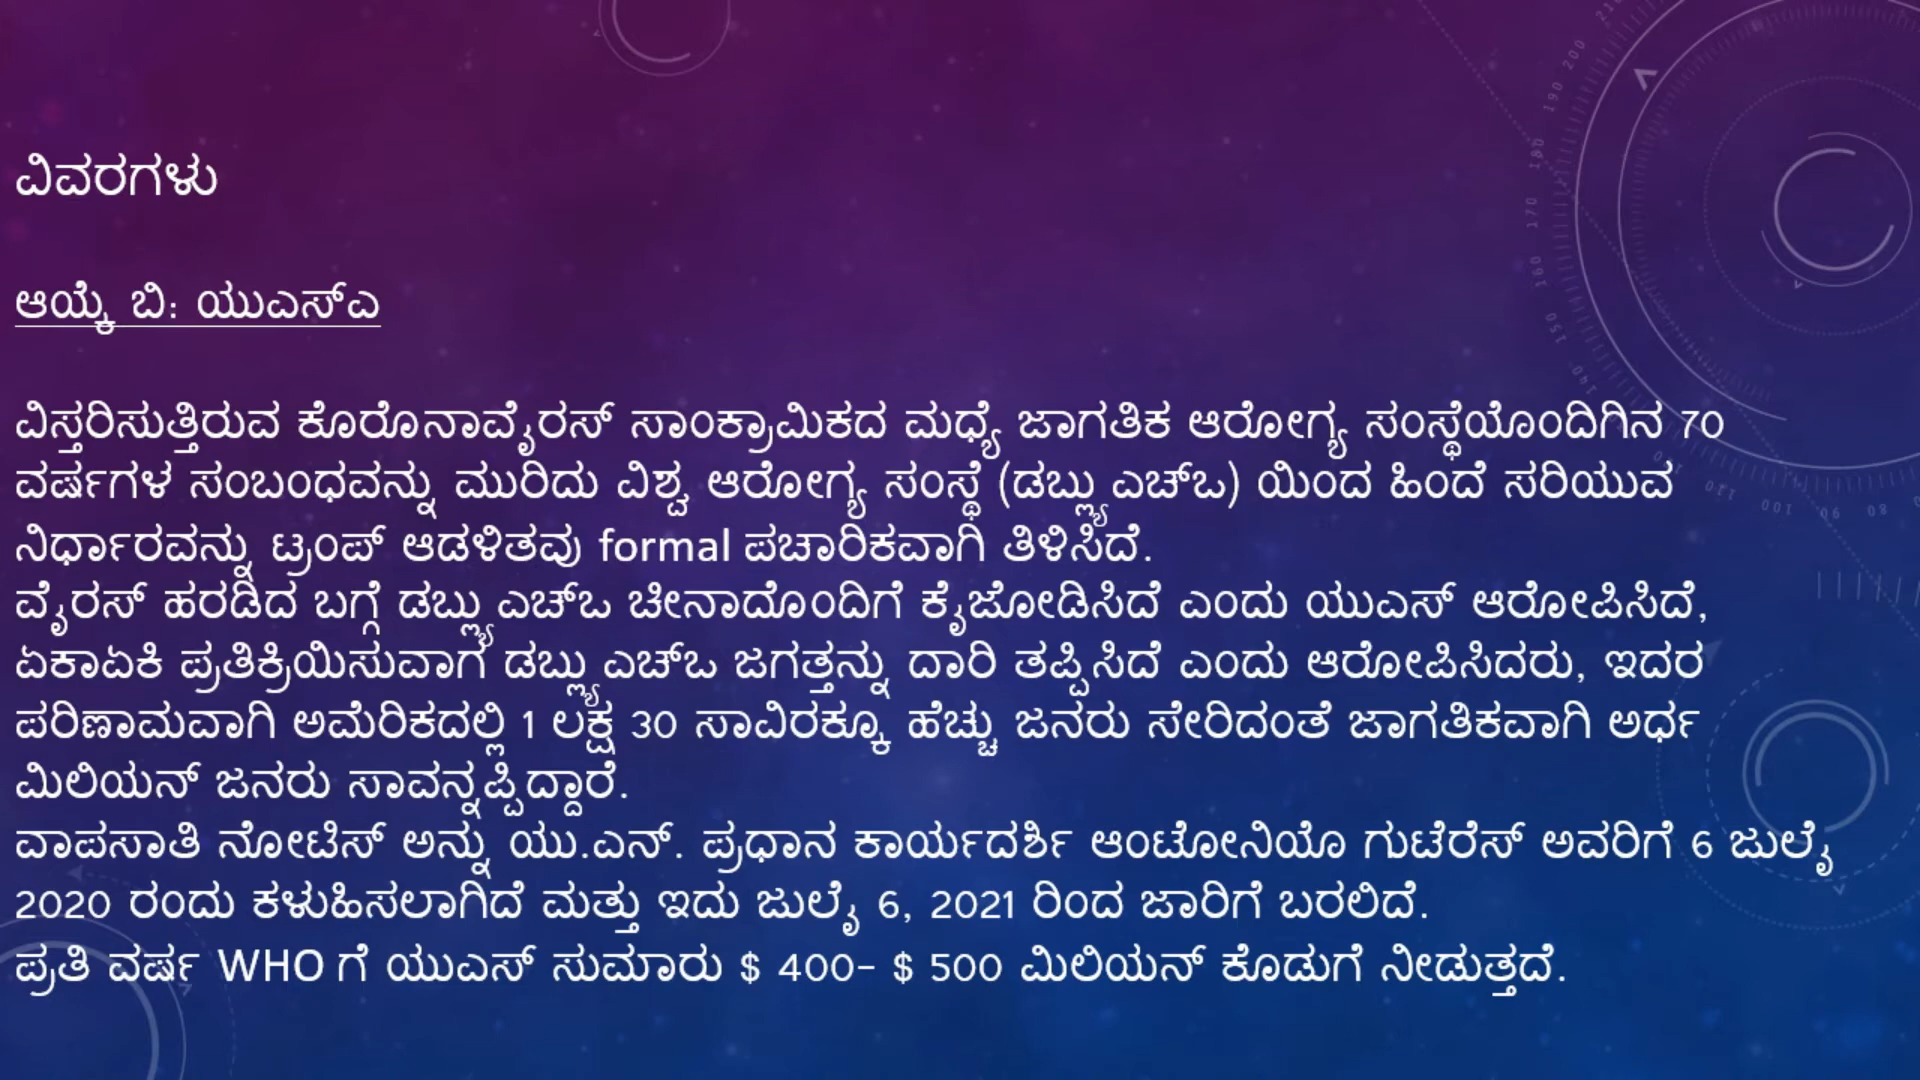 ವಿವರಗಳು
ಆಯ್ಕೆ ಬಿ: ಯುಎಸ್ಎ
ವಿಸ್ತರಿಸುತ್ತಿರುವ ಕೊರೊನಾವೈರಸ್ ಸಾಂಕ್ರಾಮಿಕದ ಮಧ್ಯೆ ಜಾಗತಿಕ ಆರೋಗ್ಯ ಸಂಸ್ಥೆಯೊಂದಿಗಿನ 70
ವರ್ಷಗಳ ಸಂಬಂಧವನ್ನು ಮುರಿದು ವಿಶ್ವ ಆರೋಗ್ಯ ಸಂಸ್ಥೆ (ಡಬ್ಲ್ಯುಎಚ್ಒ) ಯಿಂದ ಹಿಂದೆ ಸರಿಯುವ
ನಿರ್ಧಾರವನ್ನು ಟ್ರಂಪ್ ಆಡಳಿತವು formal ಪಚಾರಿಕವಾಗಿ ತಿಳಿಸಿದೆ.
ವೈರಸ್ ಹರಡಿದ ಬಗ್ಗೆ ಡಬ್ಲ್ಯುಎಚ್ಒ ಚೀನಾದೊಂದಿಗೆ ಕೈಜೋಡಿಸಿದೆ ಎಂದು ಯುಎಸ್ ಆರೋಪಿಸಿದೆ,
ಏಕಾಏಕಿ ಪ್ರತಿಕ್ರಿಯಿಸುವಾಗ ಡಬ್ಲ್ಯುಎಚ್ಒ ಜಗತ್ತನ್ನು ದಾರಿ ತಪ್ಪಿಸಿದೆ ಎಂದು ಆರೋಪಿಸಿದರು, ಇದರ
ಪರಿಣಾಮವಾಗಿ ಅಮೆರಿಕದಲ್ಲಿ 1 ಲಕ್ಷ 30 ಸಾವಿರಕ್ಕೂ ಹೆಚ್ಚು ಜನರು ಸೇರಿದಂತೆ ಜಾಗತಿಕವಾಗಿ ಅರ್ಧ
ಮಿಲಿಯನ್ ಜನರು ಸಾವನ್ನಪ್ಪಿದ್ದಾರೆ.
ವಾಪಸಾತಿ ನೋಟಿಸ್ ಅನ್ನು ಯು.ಎನ್. ಪ್ರಧಾನ ಕಾರ್ಯದರ್ಶಿ ಆಂಟೋನಿಯೊ ಗುಟೆರೆಸ್ ಅವರಿಗೆ 6 ಜುಲೈ
2020 ರಂದು ಕಳುಹಿಸಲಾಗಿದೆ ಮತ್ತು ಇದು ಜುಲೈ 6, 2021 ರಿಂದ ಜಾರಿಗೆ ಬರಲಿದೆ.
ಪ್ರತಿ ವರ್ಷ WHO ಗೆ ಯುಎಸ್ ಸುಮಾರು $ 400- $ 500 ಮಿಲಿಯನ್ ಕೊಡುಗೆ ನೀಡುತ್ತದೆ.